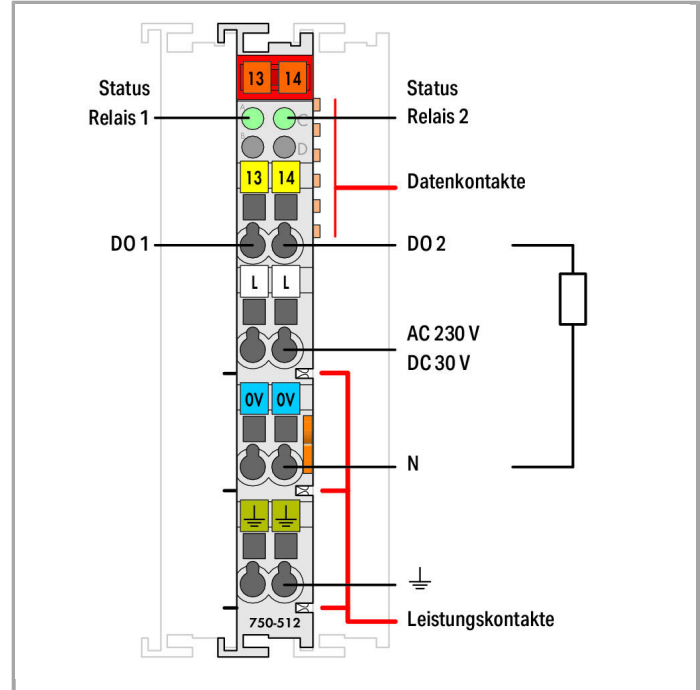 13 14
Status
Relais 1
Status
Relais 2
A
C
B
D
13 14
Datenkontakte
DO 1
DO 2
L L
AC 230 V
DC 30 V
0V 0V
N
750-512
Leistungskontakte